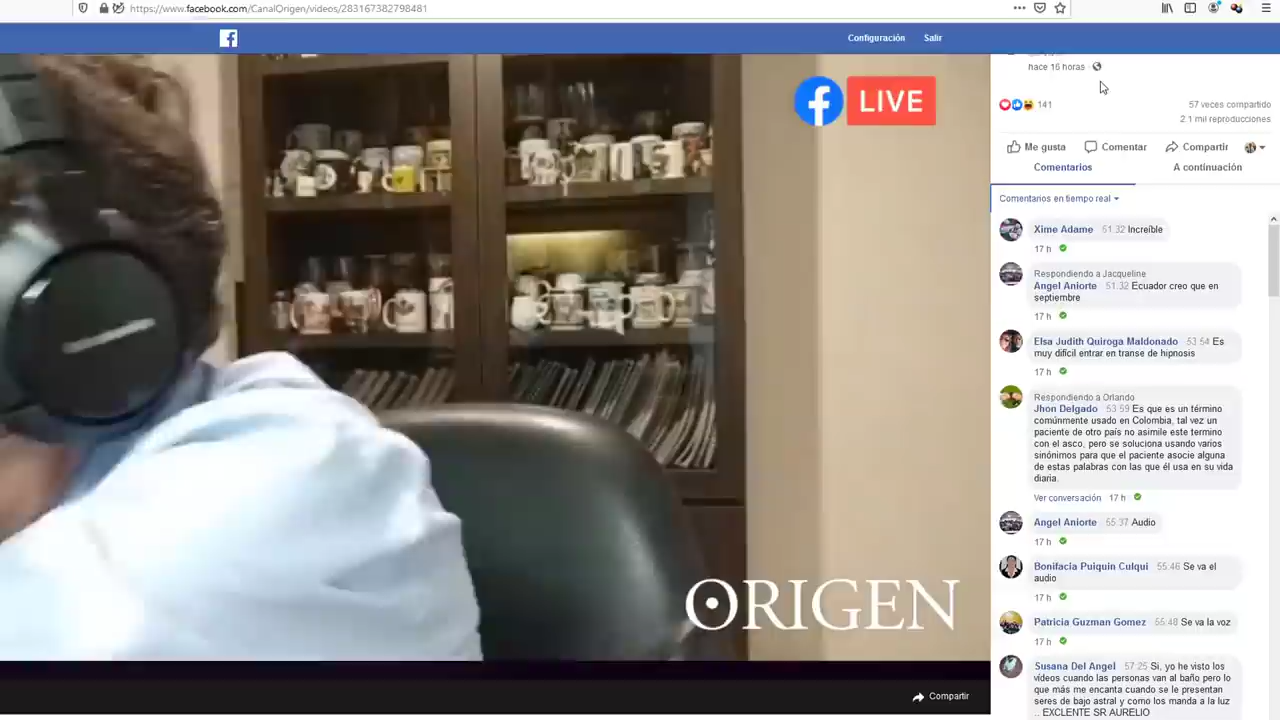 https://www.facebook.com/CanalOrigen/videos/283167382798481
Configuración
Salir
LIVE
ORIGEN
Compartir
hace 16 horas
141
57 veces compartido
2.1 mil reproducciones
Me gusta
Comentar
Compartir
Comentarios
A continuación
Comentarios en tiempo real
Xime Adame 51:32 Increíble
17 h
Respondiendo a Jacqueline
Angel Aniorte 51:32 Ecuador creo que en
septiembre
17 h
Elsa Judith Quiroga Maldonado 53:54 Es
muy difícil entrar en transe de hipnosis
17 h
Respondiendo a Orlando
Jhon Delgado 53:59 Es que es un término
comúnmente usado en Colombia, tal vez un
paciente de otro país no asimile este termino
con el asco, pero se soluciona usando varios
sinónimos para que el paciente asocie alguna
de estas palabras con las que él usa en su vida
diaria.
Ver conversación 17 h
Angel Aniorte 55:37 Audio
17 h
Bonifacia Puiquin Culqui 55:46 Se va el
audio
17 h
Patricia Guzman Gomez 55:48 Se va la voz
17 h
Susana Del Angel 57:25 Si, yo he visto los
vídeos cuando las personas van al baño pero lo
que más me encanta cuando se le presentan
seres de bajo astral y como los manda a la luz
.. EXCLENTE SR AURELIO